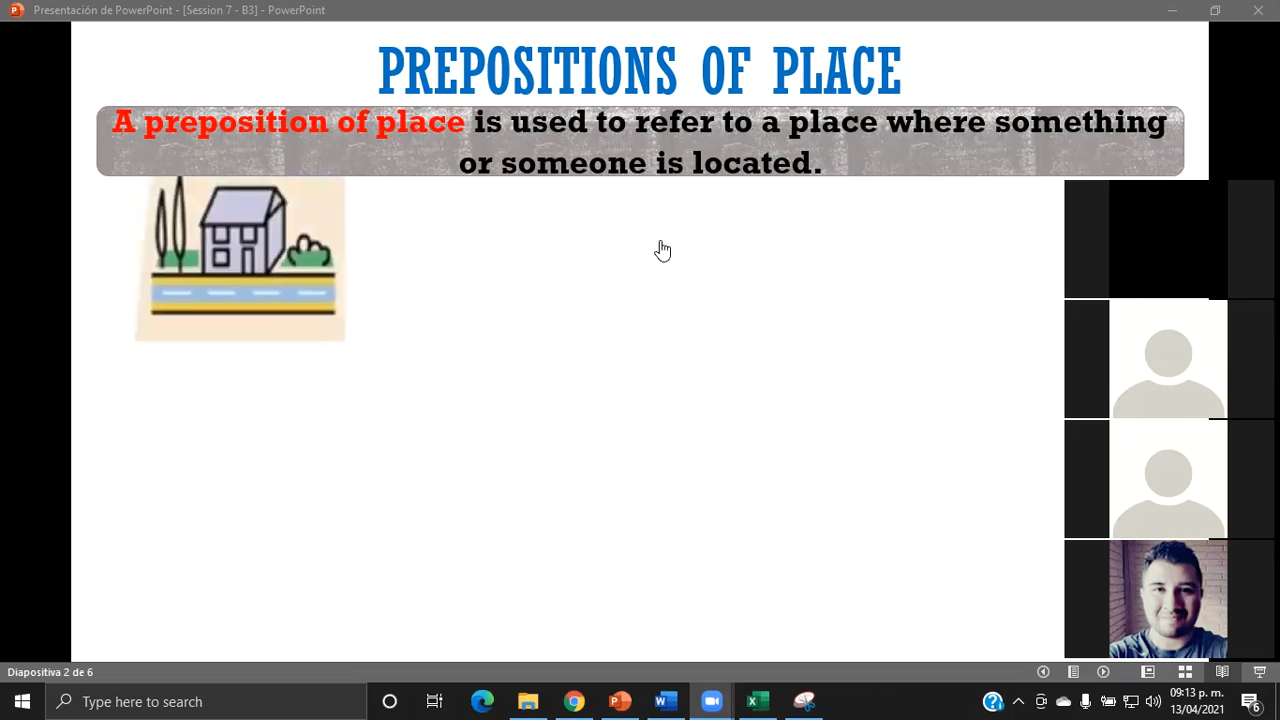 Presentación de PowerPoint - [Session 7 - B3] - PowerPoint
PREPOSITIONS OF PLACE
A preposition of place is used to refer to a place where something
or someone is located.
Diapositiva 2 de 6
Type here to search
09:13 p. m.
13/04/2021
6